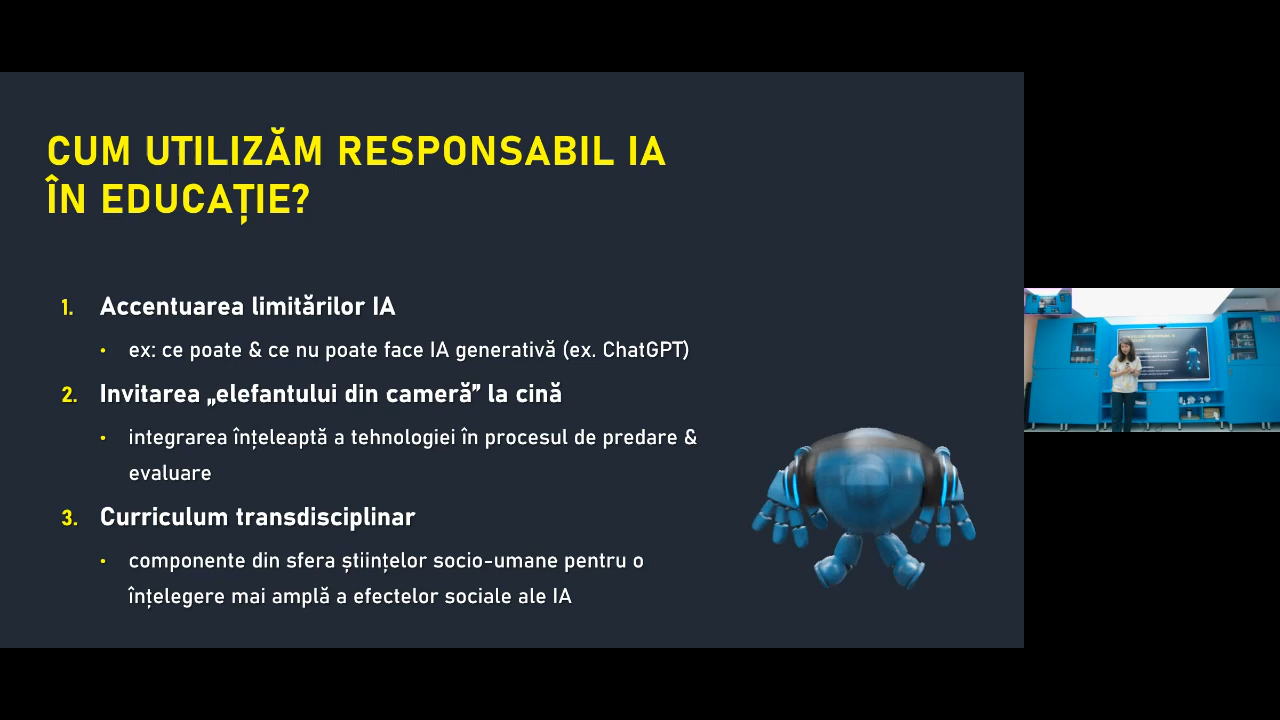 CUM UTILIZĂM RESPONSABIL IA
ÎN EDUCAȚIE?
1. Accentuarea limitărilor IA
• ex: ce poate & ce nu poate face IA generativă (ex. ChatGPT)
2. Invitarea „elefantului din cameră” la cină
• integrarea înțeleaptă a tehnologiei în procesul de predare &
evaluare
3. Curriculum transdisciplinar
• componente din sfera științelor socio-umane pentru o
înțelegere mai amplă a efectelor sociale ale IA